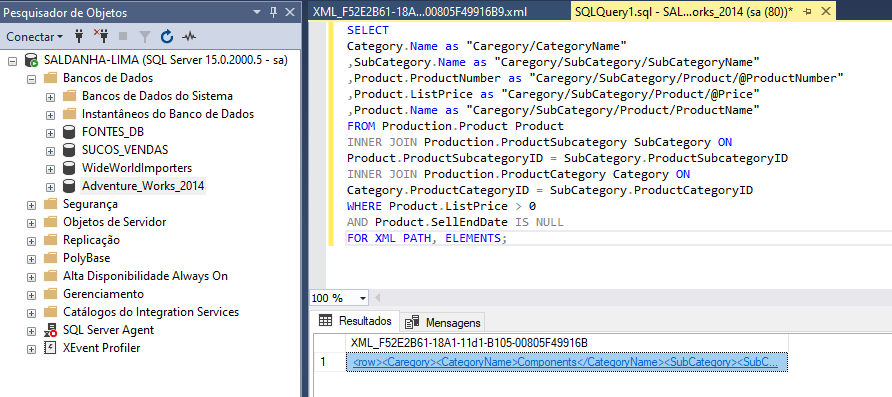 Pesquisador de Objetos
Conectar
SALDANHA-LIMA (SQL Server 15.0.2000.5 - sa)
Bancos de Dados
Bancos de Dados do Sistema
Instantâneos do Banco de Dados
FONTES_DB
SUCOS_VENDAS
WideWorldImporters
Adventure_Works_2014
Segurança
Objetos de Servidor
Replicação
PolyBase
Alta Disponibilidade Always On
Gerenciamento
Catálogos do Integration Services
SQL Server Agent
XEvent Profiler
XML_F52E2B61-18A...00805F49916B9.xml
SQLQuery1.sql - SAL...orks_2014 (sa (80))*
SELECT
Category.Name as "Caregory/CategoryName"
,SubCategory.Name as "Caregory/SubCategory/SubCategoryName"
,Product.ProductNumber as "Caregory/SubCategory/Product/@ProductNumber"
,Product.ListPrice as "Caregory/SubCategory/Product/@Price"
,Product.Name as "Caregory/SubCategory/Product/ProductName"
FROM Production.Product Product
INNER JOIN Production.ProductSubcategory SubCategory ON
Product.ProductSubcategoryID = SubCategory.ProductSubcategoryID
INNER JOIN Production.ProductCategory Category ON
Category.ProductCategoryID = SubCategory.ProductCategoryID
WHERE Product.ListPrice > 0
AND Product.SellEndDate IS NULL
FOR XML PATH, ELEMENTS;
100 %
Resultados
Mensagens
XML_F52E2B61-18A1-11d1-B105-00805F49916B
1 <row><Caregory><CategoryName>Components</CategoryName><SubCategory><SubC...